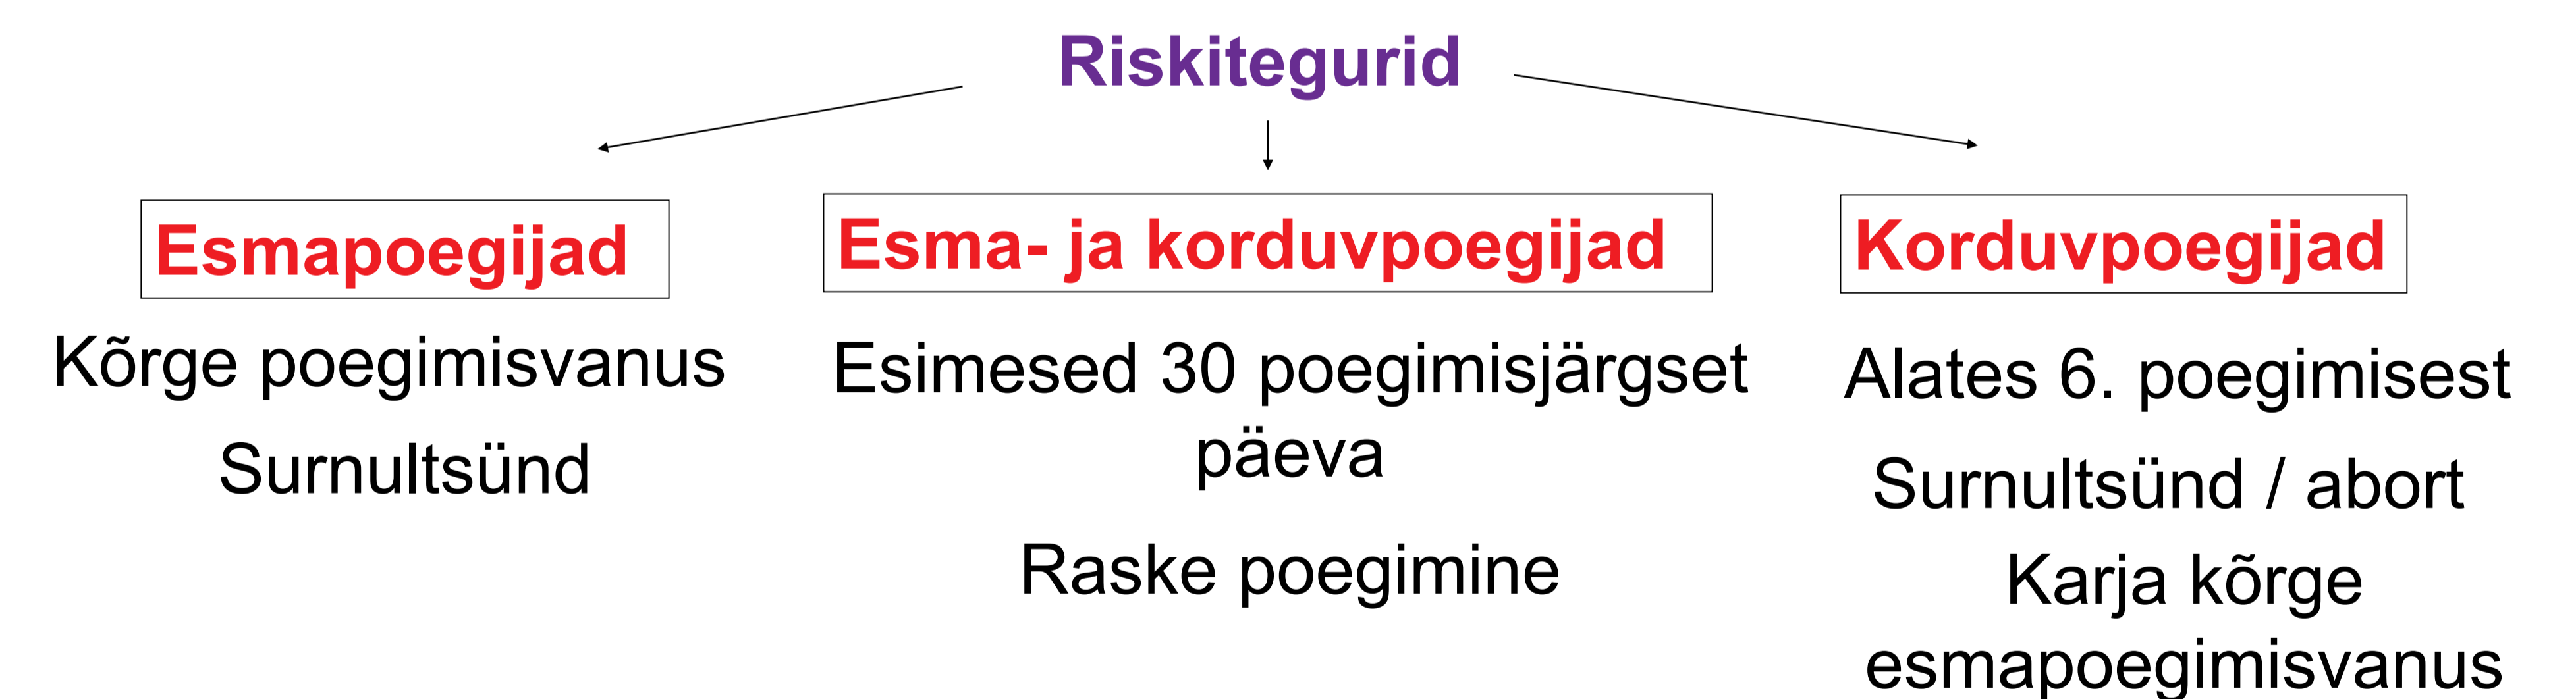 Riskitegurid
Esmapoegijad
Kõrge poegimisvanus
Surnultsünd
Esma- ja korduvpoegijad
Esimesed 30 poegimisjärgset
päeva
Raske poegimine
Korduvpoegijad
Alates 6. poegimisest
Surnultsünd / abort
Karja kõrge
esmapoegimisvanus